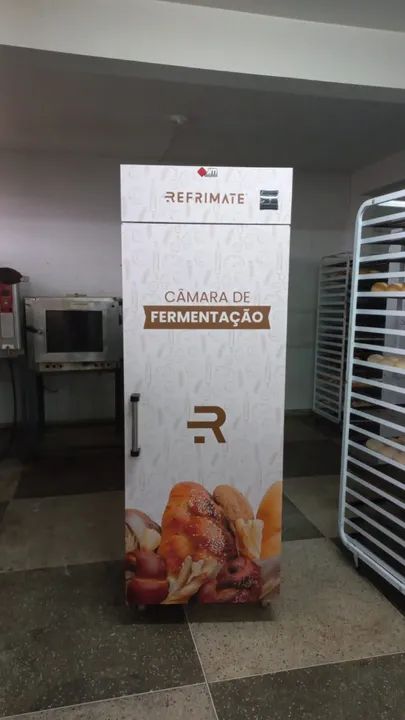 REFRIMATE
CÂMARA DE
FERMENTAÇÃO
R